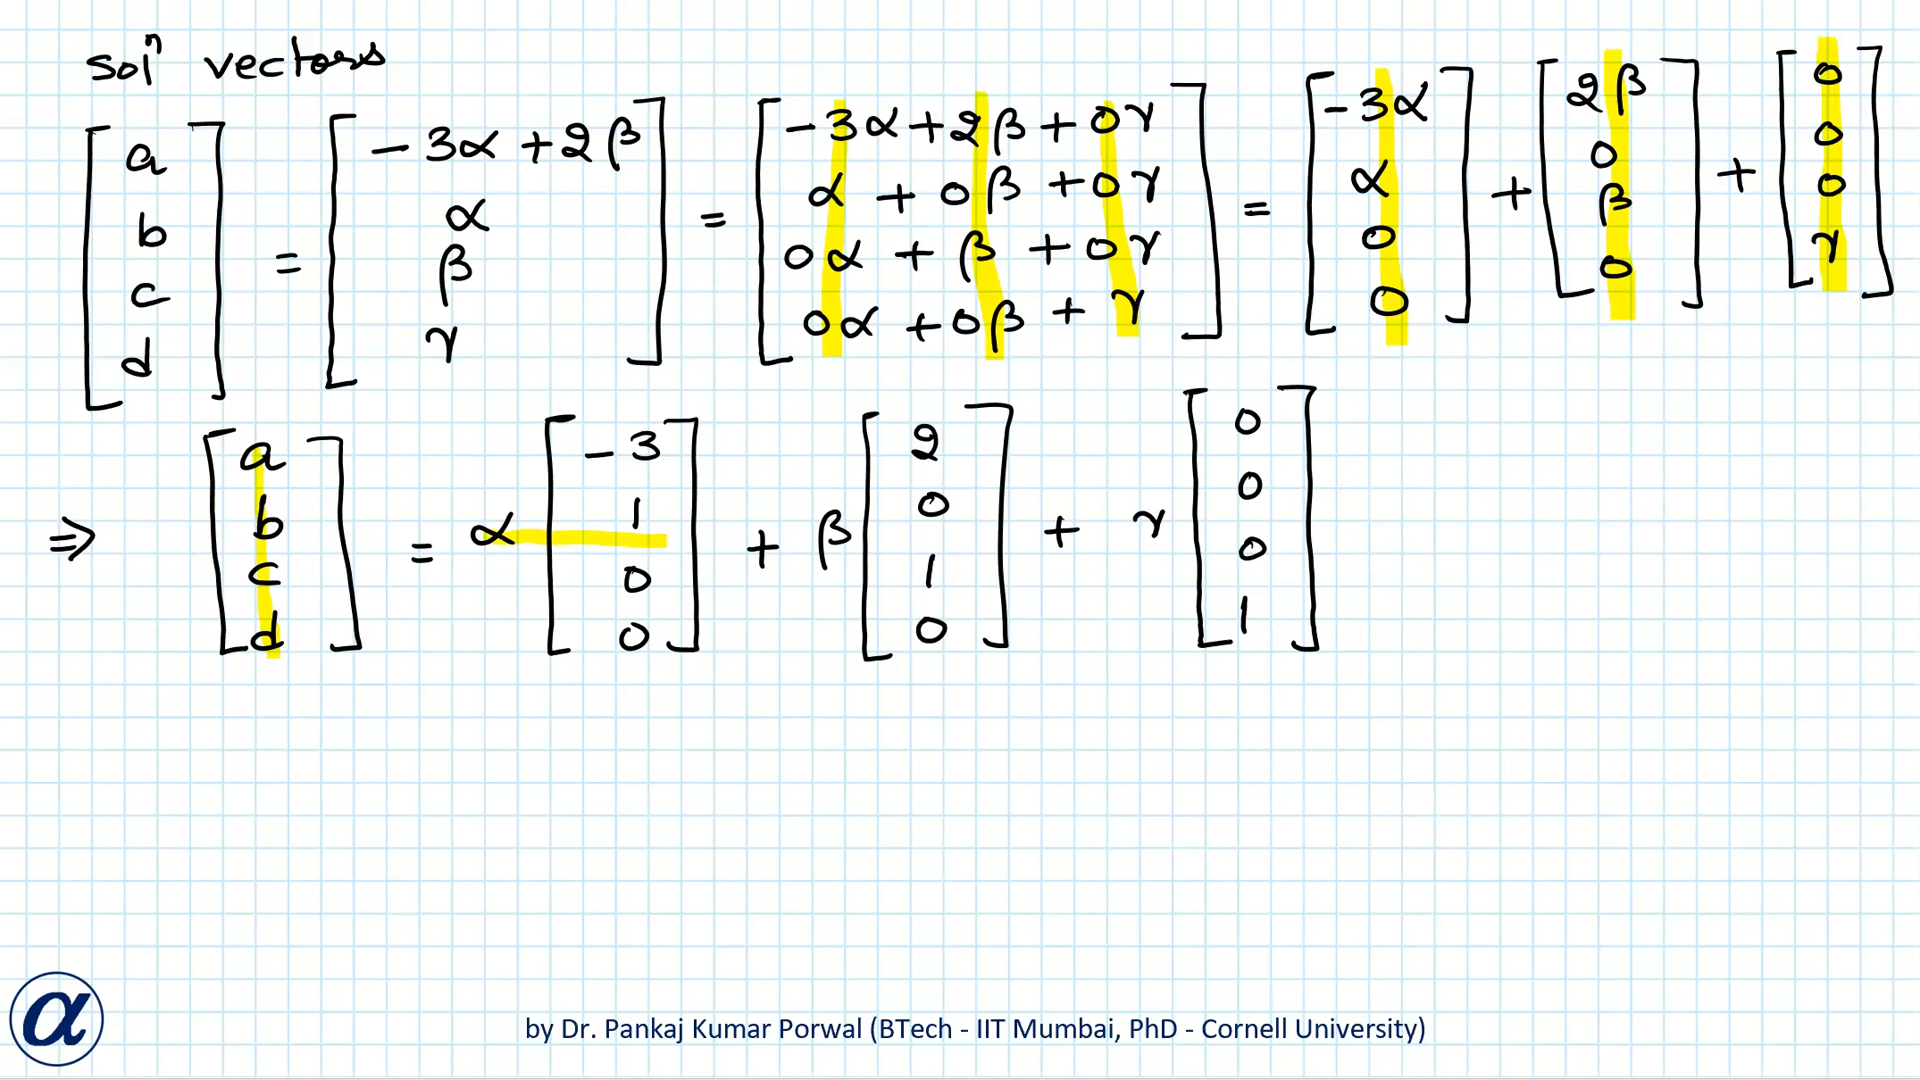 solⁿ vectors
[a b c d] = [-3α+2β α β γ] = [-3α+2β+0γ α+0β+0γ 0α+β+0γ 0α+0β+γ] = [-3α α 0 0] + [2β 0 β 0] + [0 0 0 γ]
⇒ [a b c d] = α [-3 1 0 0] + β [2 0 1 0] + γ [0 0 0 1]
α
by Dr. Pankaj Kumar Porwal (BTech - IIT Mumbai, PhD - Cornell University)